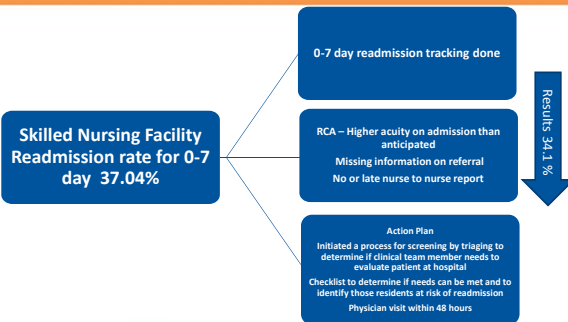 0-7 day readmission tracking done
Skilled Nursing Facility
Readmission rate for 0-7
day 37.04%
RCA – Higher acuity on admission than
anticipated
Missing information on referral
No or late nurse to nurse report
Results 34.1 %
Action Plan
Initiated a process for screening by triaging to
determine if clinical team member needs to
evaluate patient at hospital
Checklist to determine if needs can be met and to
identify those residents at risk of readmission
Physician visit within 48 hours